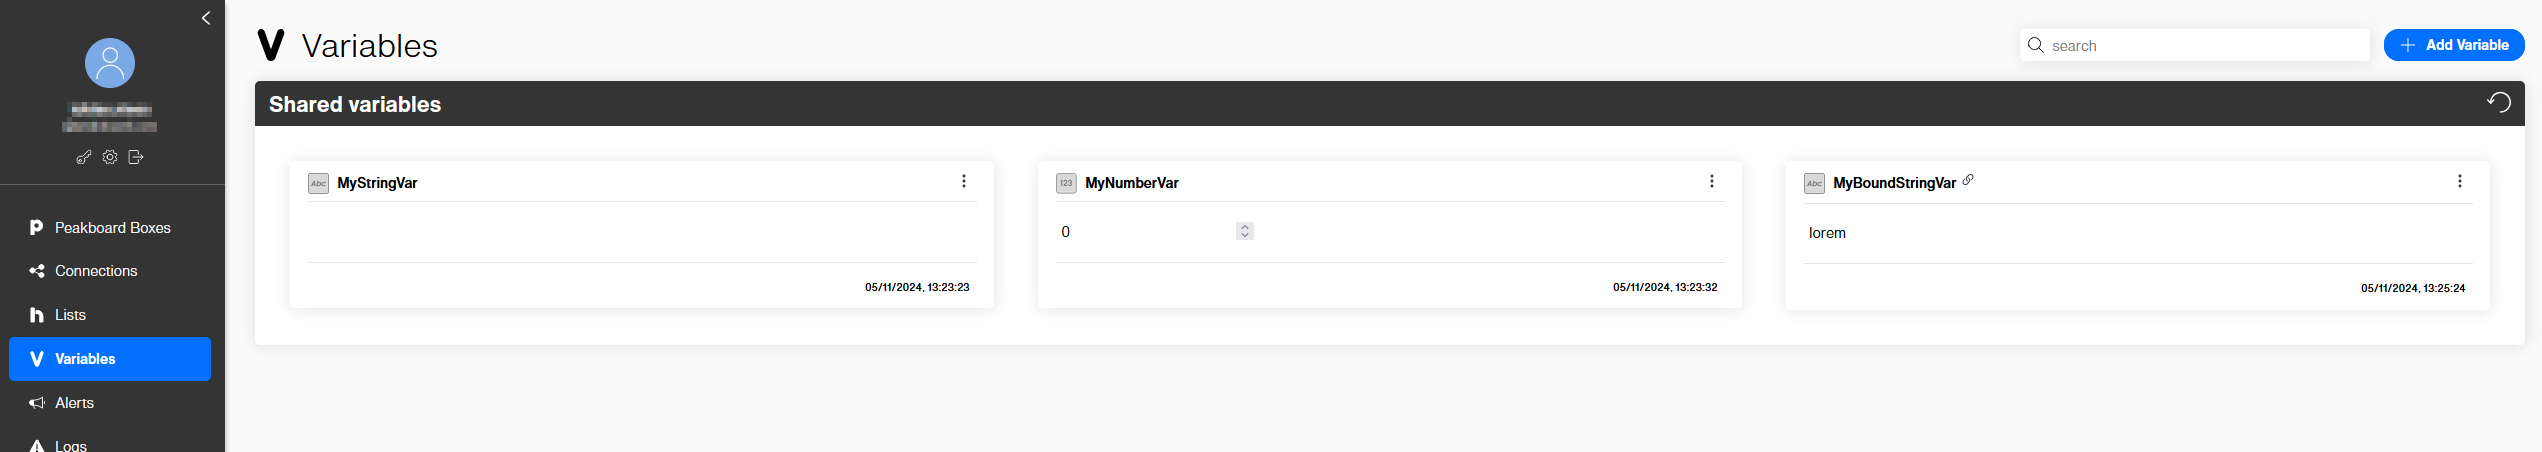 Variables
search
Add Variable
Shared variables
Abc MyStringVar
123 MyNumberVar
Abc MyBoundStringVar
0
lorem
05/11/2024, 13:23:23
05/11/2024, 13:23:32
05/11/2024, 13:25:24
Peakboard Boxes
Connections
Lists
Variables
Alerts
Logs